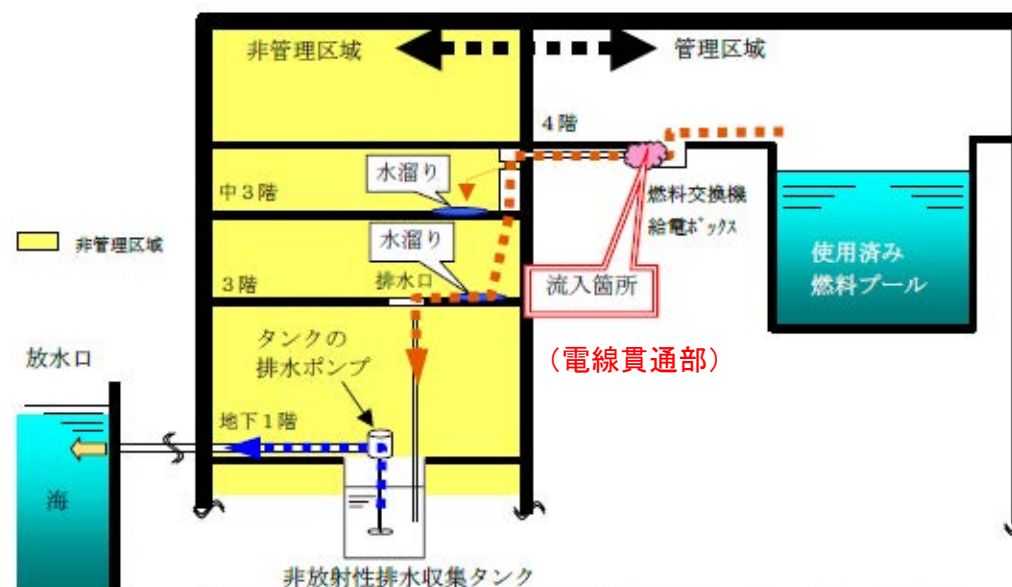 非管理区域
管理区域
4階
水溜り
中3階
燃料交換機
給電ﾎﾞｯｸｽ
水溜り
非管理区域
使用済み
燃料プール
3階
排水口
流入箇所
タンクの
排水ポンプ
(電線貫通部)
放水口
地下1階
海
非放射性排水収集タンク